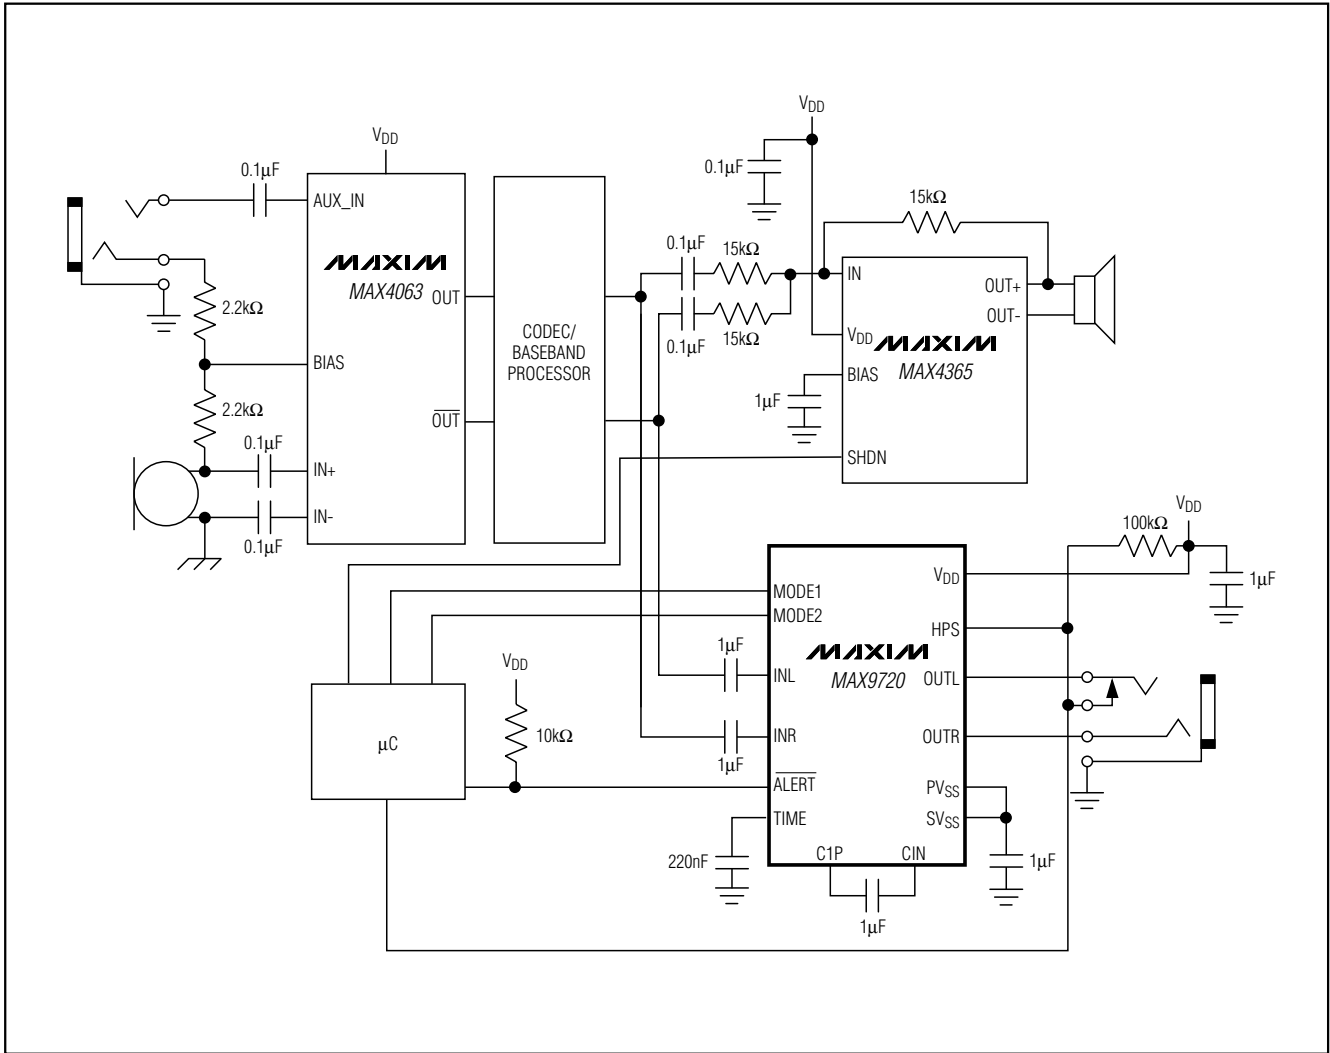 VDD
0.1µF
AUX_IN
MAXIM
MAX4063
OUT
2.2kΩ
BIAS
2.2kΩ
OUT
0.1µF
IN+
IN-
0.1µF
CODEC/
BASEBAND
PROCESSOR
VDD
0.1µF
15kΩ
0.1µF
15kΩ
0.1µF
15kΩ
IN
OUT+
OUT-
VDD
MAXIM
MAX4365
BIAS
1µF
SHDN
VDD
100kΩ
1µF
VDD
MODE1
MODE2
HPS
MAXIM
MAX9720
1µF
INL
OUTL
INR
1µF
OUTR
VDD
10kΩ
µC
ALERT
PVSS
TIME
SVSS
220nF
C1P
CIN
1µF
1µF